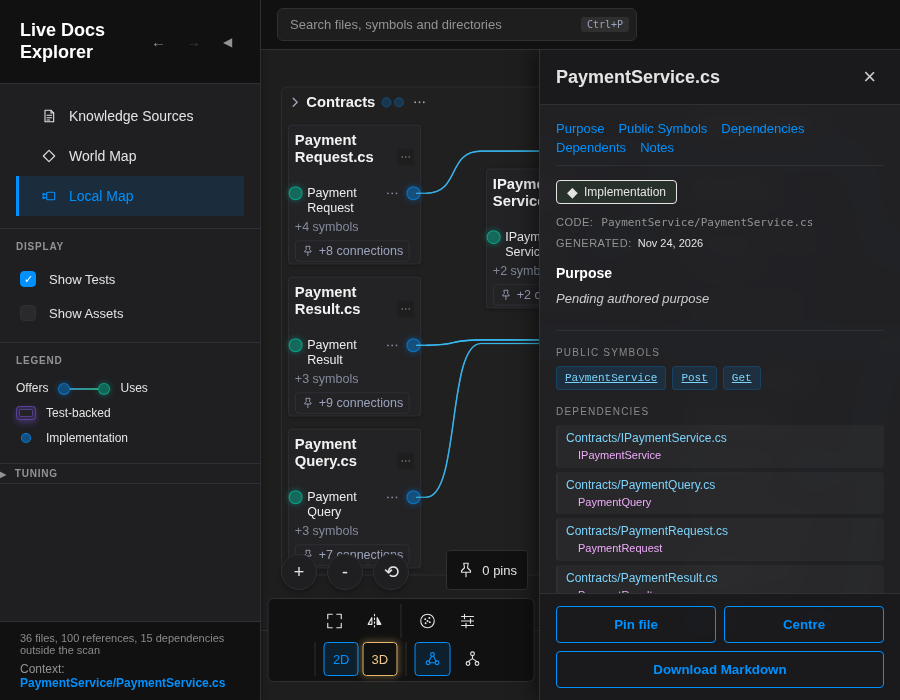 Live Docs
Explorer
← → ◀
Knowledge Sources
World Map
Local Map
DISPLAY
Show Tests
Show Assets
LEGEND
Offers Uses
Test-backed
Implementation
▶ TUNING
36 files, 100 references, 15 dependencies
outside the scan
Context:
PaymentService/PaymentService.cs
Search files, symbols and directories Ctrl+P
Contracts ···
Payment
Request.cs ···
Payment
Request ···
+4 symbols
+8 connections
Payment
Result.cs ···
Payment
Result ···
+3 symbols
+9 connections
Payment
Query.cs ···
Payment
Query ···
+3 symbols
+7 connections
IPayme
Service
IPaym
Servic
+2 symb
+2 c
+ - ⟲
0 pins
2D 3D
PaymentService.cs ×
Purpose Public Symbols Dependencies
Dependents Notes
◆ Implementation
CODE: PaymentService/PaymentService.cs
GENERATED: Nov 24, 2026
Purpose
Pending authored purpose
PUBLIC SYMBOLS
PaymentService Post Get
DEPENDENCIES
Contracts/IPaymentService.cs
IPaymentService
Contracts/PaymentQuery.cs
PaymentQuery
Contracts/PaymentRequest.cs
PaymentRequest
Contracts/PaymentResult.cs
PaymentResult
Pin file Centre
Download Markdown